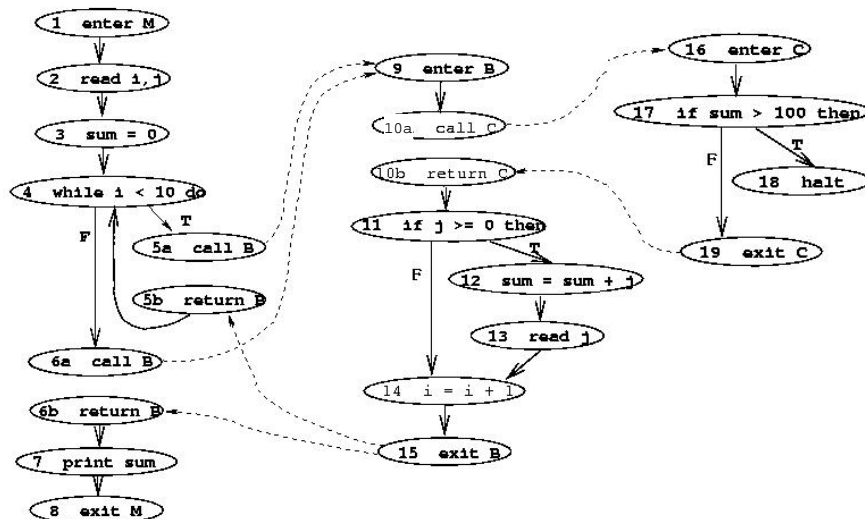 1 enter M
2 read i,j
3 sum = 0
4 while i < 10 do
T
F
5a call B
5b return B
6a call B
6b return B
7 print sum
8 exit M
9 enter B
10a call C
10b return C
11 if j >= 0 then
T
F
12 sum = sum + j
13 read j
14 i = i + 1
15 exit B
16 enter C
17 if sum > 100 then
T
F
18 halt
19 exit C